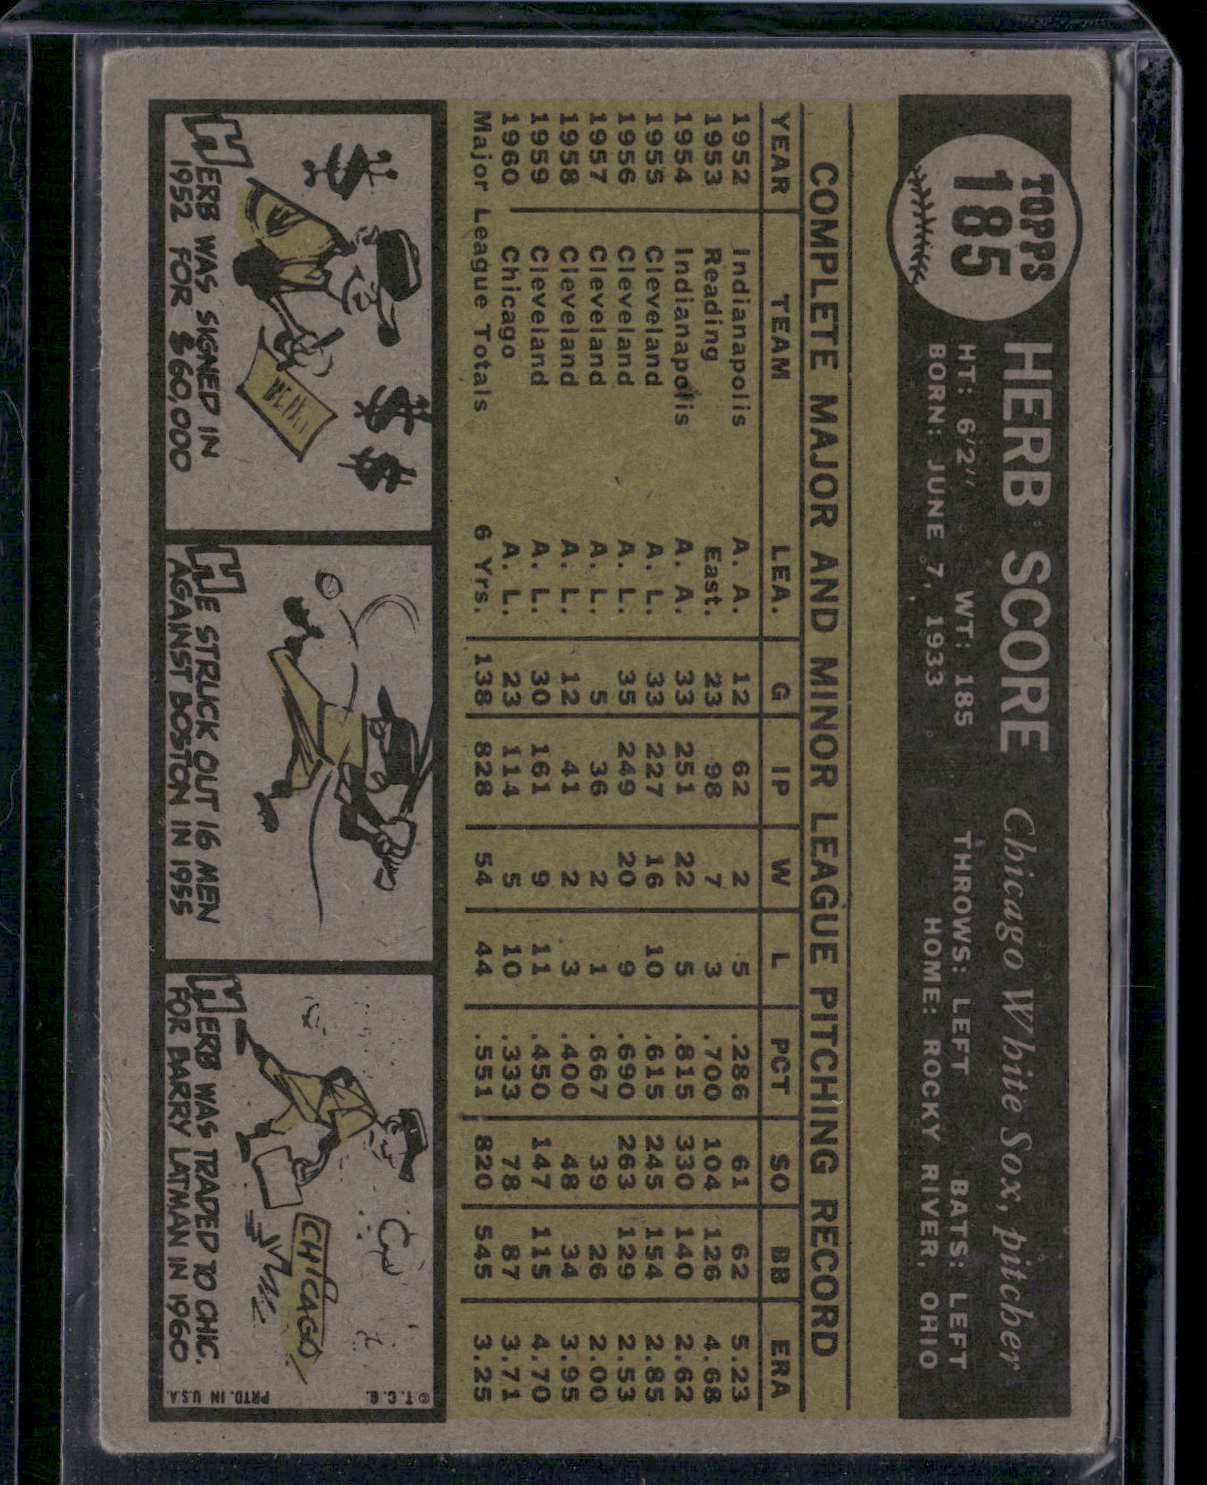 TOPPS
185
HERB SCORE Chicago White Sox, pitcher
HT: 6'2" WT: 185 THROWS: LEFT BATS: LEFT
BORN: JUNE 7, 1933 HOME: ROCKY RIVER, OHIO
COMPLETE MAJOR AND MINOR LEAGUE PITCHING RECORD
YEAR TEAM LEA. G IP W L PCT SO BB ERA
1952 Indianapolis A. A. 12 62 2 5 .286 61 62 5.23
1953 Reading East. 23 98 7 3 .700 104 126 4.68
1954 Indianapolis A. A. 33 251 22 5 .815 330 140 2.62
1955 Cleveland A. L. 33 227 16 10 .615 245 154 2.85
1956 Cleveland A. L. 35 249 20 9 .690 263 129 2.53
1957 Cleveland A. L. 5 36 2 1 .667 39 26 2.00
1958 Cleveland A. L. 12 41 2 3 .400 48 34 3.95
1959 Cleveland A. L. 30 161 9 11 .450 147 115 4.70
1960 Chicago A. L. 23 114 5 10 .333 78 87 3.71
Major League Totals 6 Yrs. 138 828 54 44 .551 820 545 3.25
HERB WAS SIGNED IN
1952 FOR $60,000
HE STRUCK OUT 16 MEN
AGAINST BOSTON IN 1955
CHICAGO
HERB WAS TRADED TO CHIC.
FOR BARRY LATMAN IN 1960
© T.C.G.
PRTD. IN U.S.A.